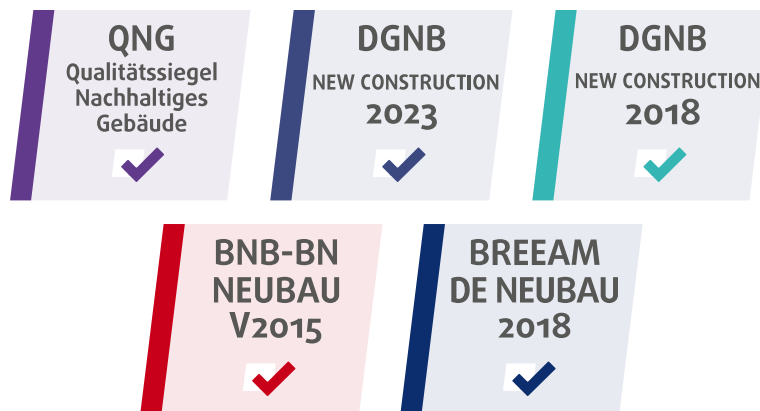 QNG
Qualitätssiegel
Nachhaltiges
Gebäude
DGNB
NEW CONSTRUCTION
2023
DGNB
NEW CONSTRUCTION
2018
BNB-BN
NEUBAU
V2015
BREEAM
DE NEUBAU
2018